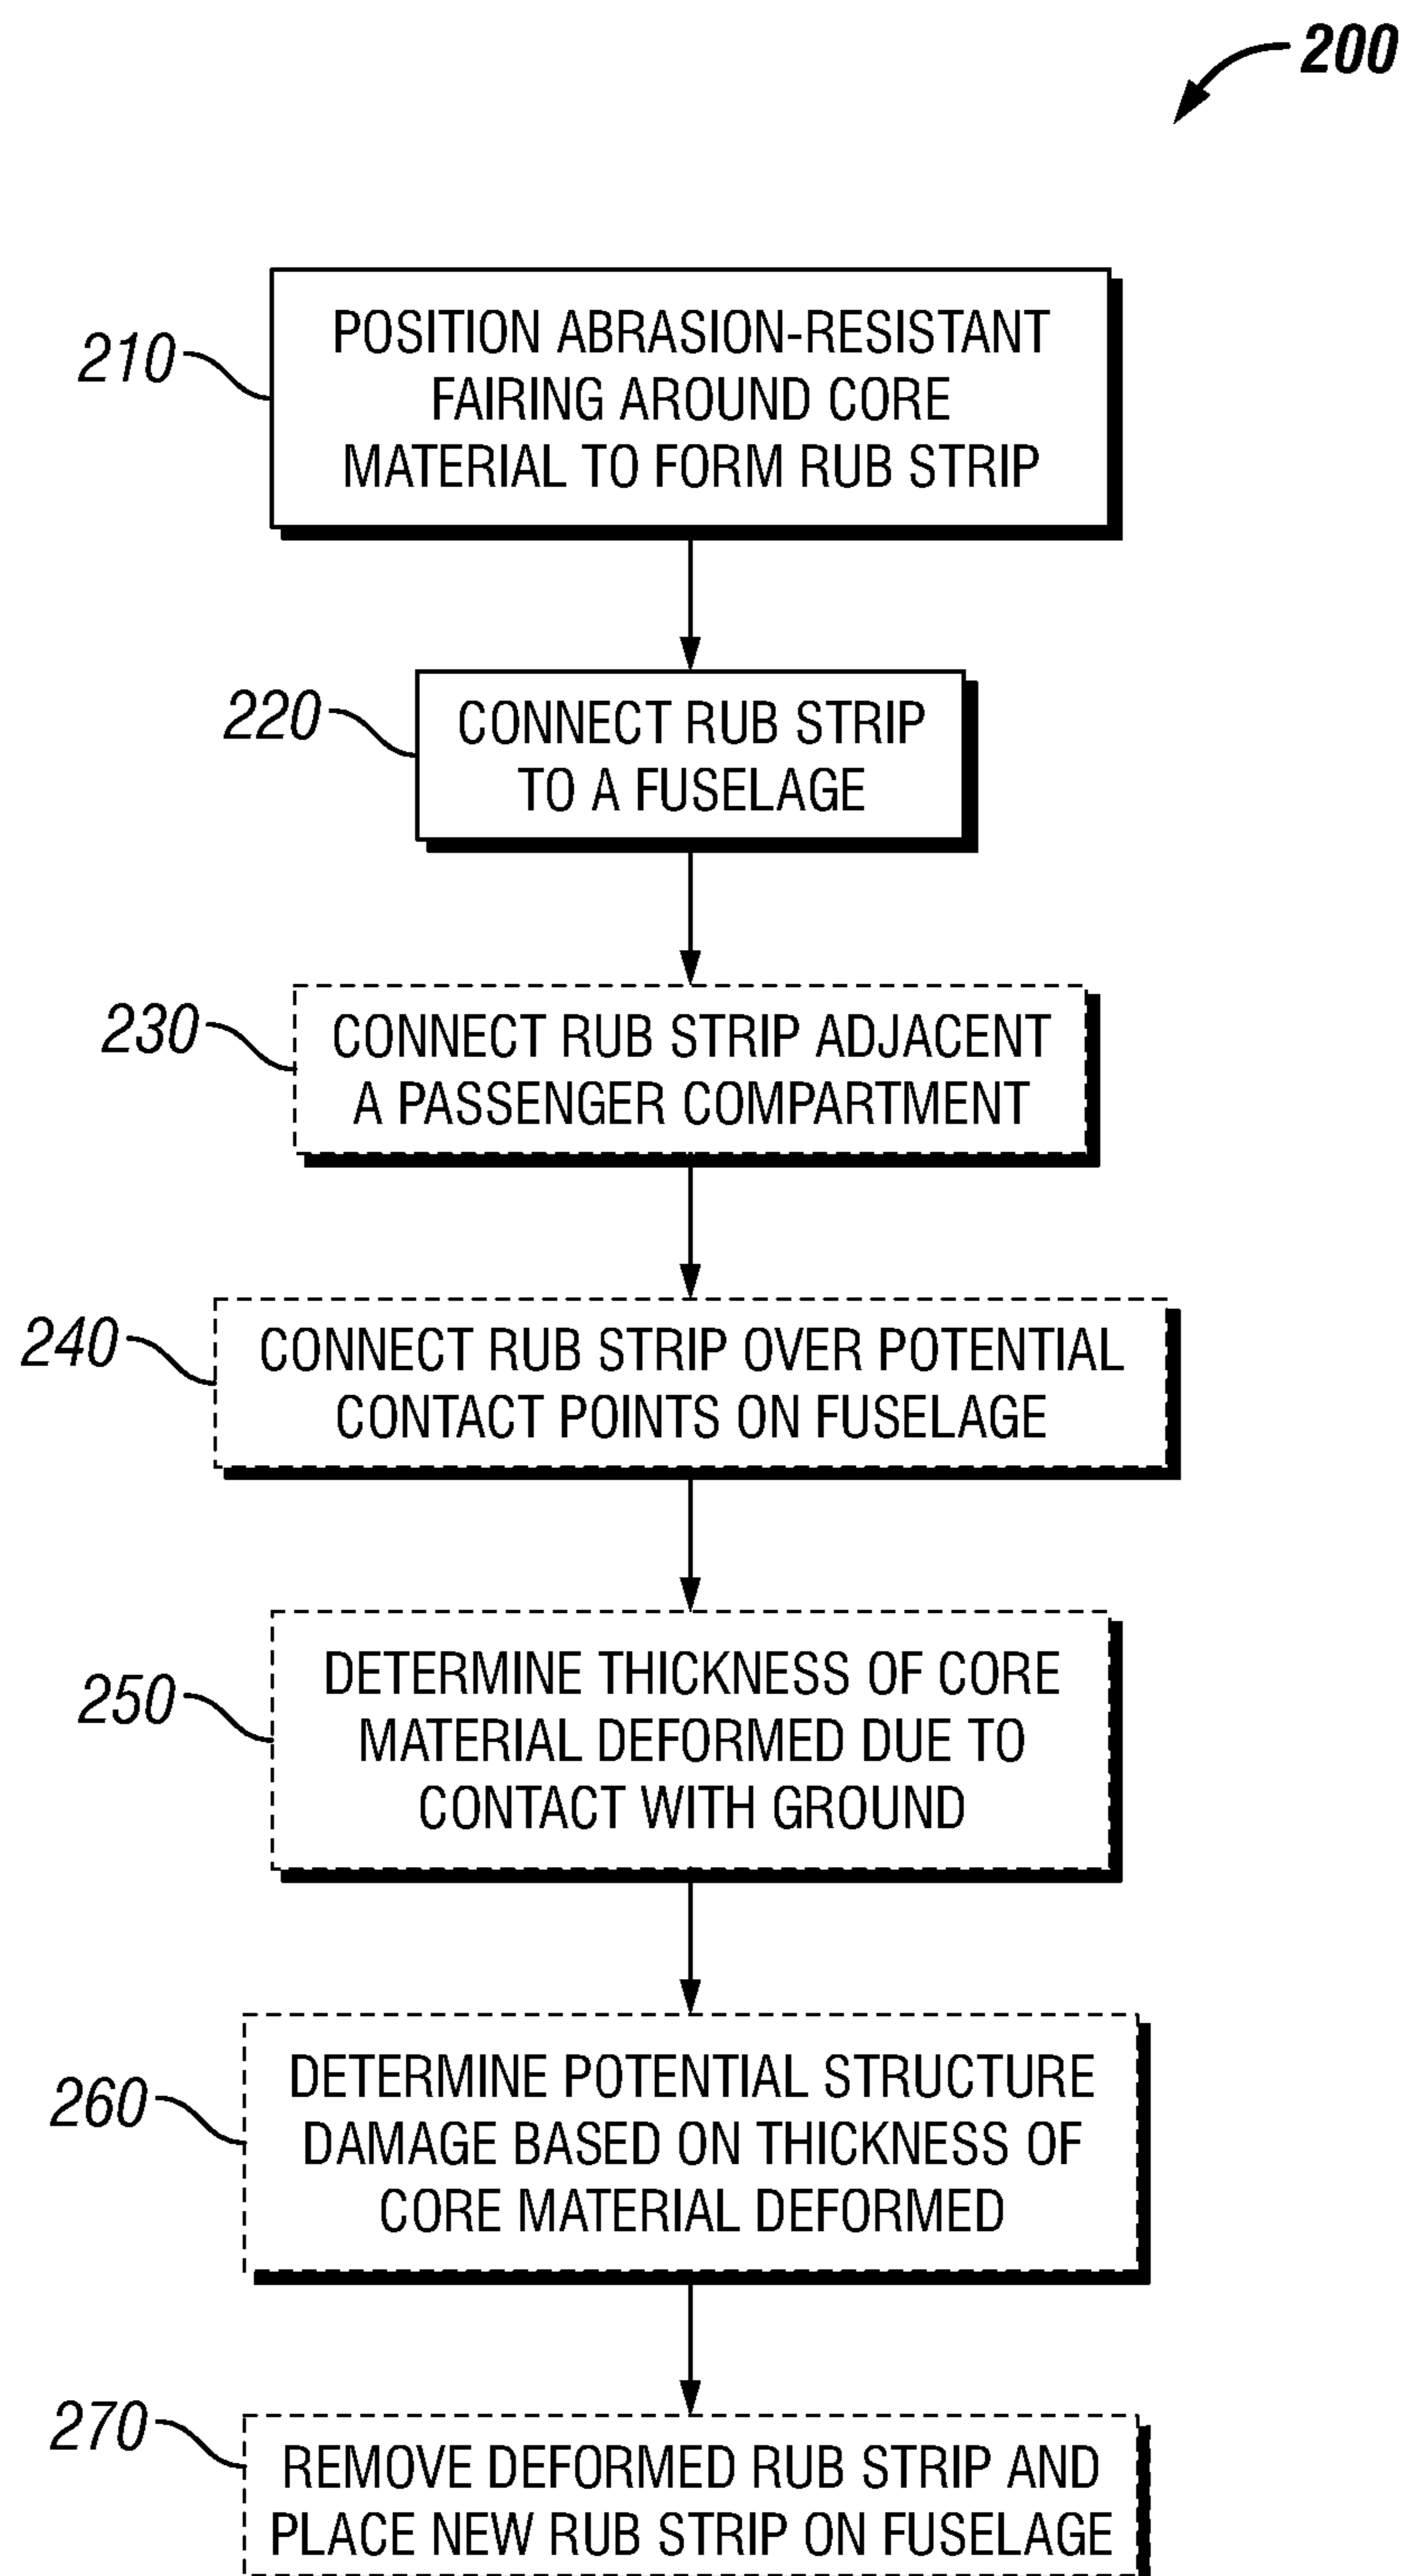 200
210
POSITION ABRASION-RESISTANT
FAIRING AROUND CORE
MATERIAL TO FORM RUB STRIP
220
CONNECT RUB STRIP
TO A FUSELAGE
230
CONNECT RUB STRIP ADJACENT
A PASSENGER COMPARTMENT
240
CONNECT RUB STRIP OVER POTENTIAL
CONTACT POINTS ON FUSELAGE
250
DETERMINE THICKNESS OF CORE
MATERIAL DEFORMED DUE TO
CONTACT WITH GROUND
260
DETERMINE POTENTIAL STRUCTURE
DAMAGE BASED ON THICKNESS OF
CORE MATERIAL DEFORMED
270
REMOVE DEFORMED RUB STRIP AND
PLACE NEW RUB STRIP ON FUSELAGE